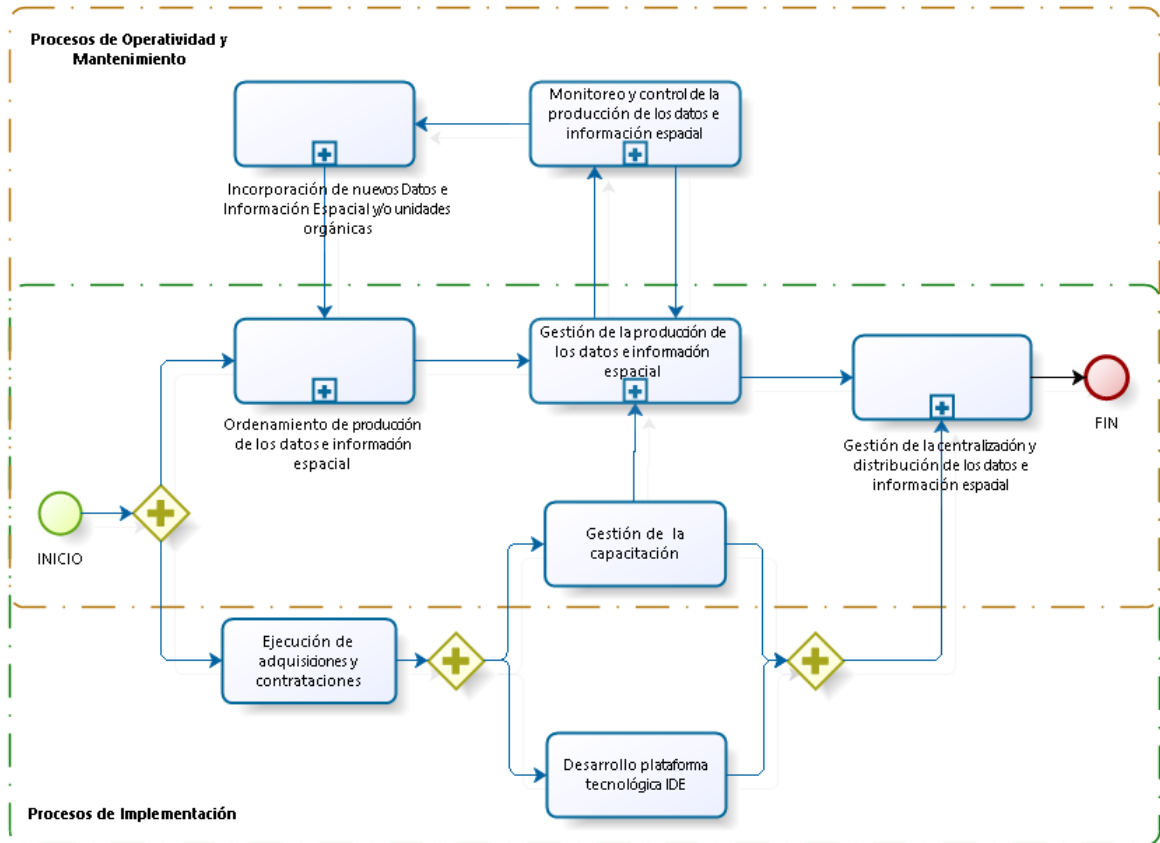 Procesos de Operatividad y
Mantenimiento
Monitoreo y control de la
producción de los datos e
información espacial
Incorporación de nuevos Datos e
Información Espacial y/o unidades
orgánicas
Gestión de la producción de
los datos e información
espacial
Ordenamiento de producción
de los datos e información
espacial
FIN
Gestión de la centralización y
distribución de los datos e
información espacial
INICIO
Gestión de la
capacitación
Ejecución de
adquisiciones y
contrataciones
Desarrollo plataforma
tecnológica IDE
Procesos de Implementación